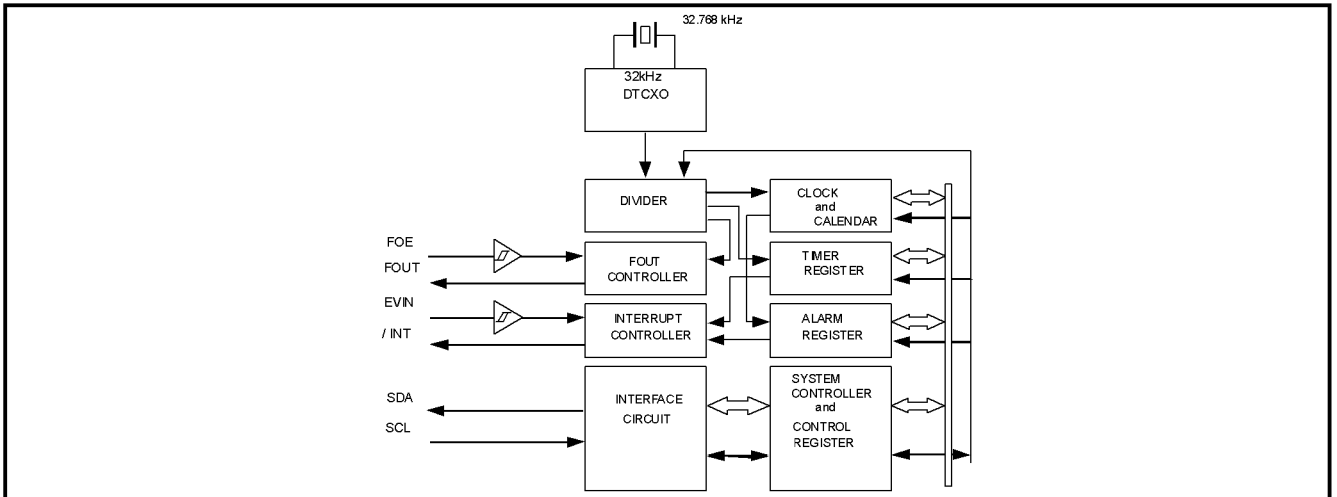 32.768 kHz
32kHz
DTCXO
DIVIDER
CLOCK
and
CALENDAR
FOE
FOUT
FOUT
CONTROLLER
TIMER
REGISTER
EVIN
/ INT
INTERRUPT
CONTROLLER
ALARM
REGISTER
SDA
SCL
INTERFACE
CIRCUIT
SYSTEM
CONTROLLER
and
CONTROL
REGISTER